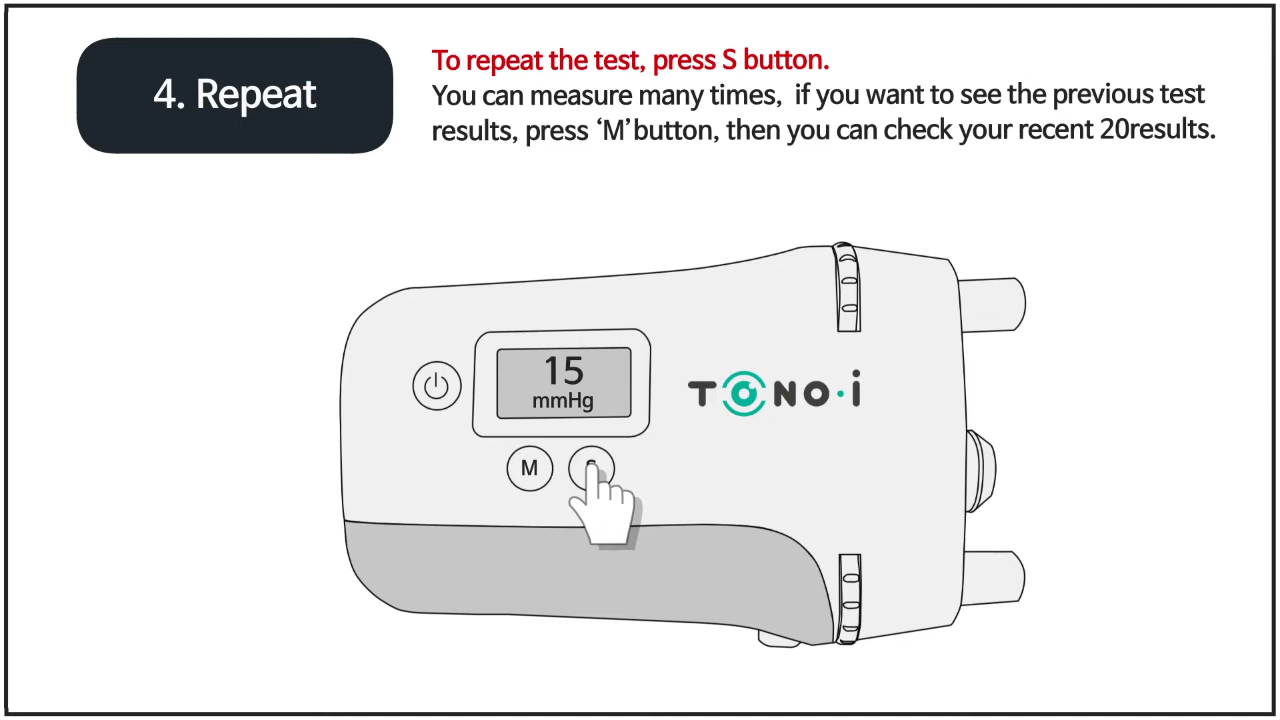 4. Repeat
To repeat the test, press S button.
You can measure many times,  if you want to see the previous test
results, press ‘M’ button, then you can check your recent 20results.
15
mmHg
TONO·i
M